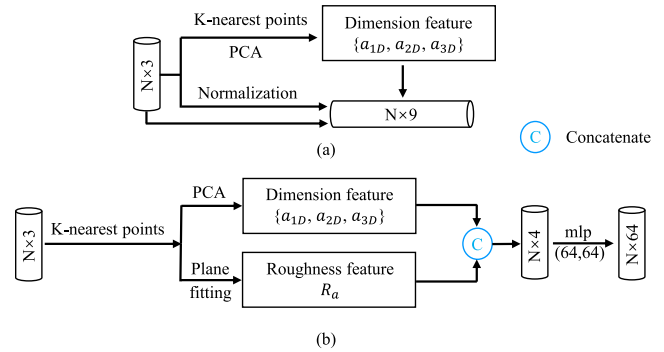 K-nearest points
PCA
Dimension feature
{a1D, a2D, a3D}
N×3
Normalization
N×9
(a)
C
Concatenate
N×3
K-nearest points
PCA
Dimension feature
{a1D, a2D, a3D}
Plane
fitting
Roughness feature
Ra
C
N×4
mlp
(64,64)
N×64
(b)